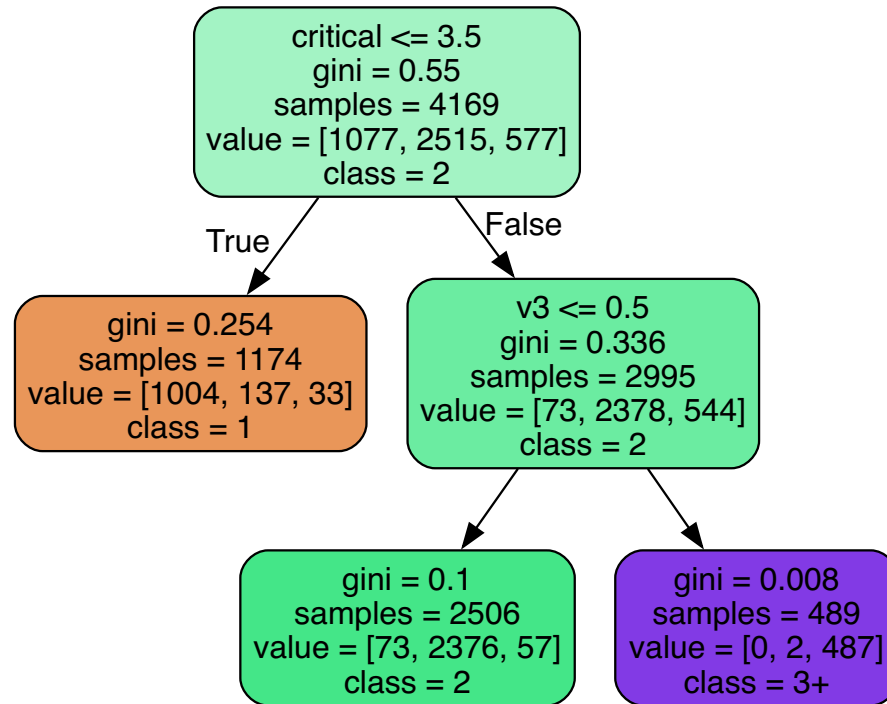 critical <= 3.5
gini = 0.55
samples = 4169
value = [1077, 2515, 577]
class = 2
True
False
gini = 0.254
samples = 1174
value = [1004, 137, 33]
class = 1
v3 <= 0.5
gini = 0.336
samples = 2995
value = [73, 2378, 544]
class = 2
gini = 0.1
samples = 2506
value = [73, 2376, 57]
class = 2
gini = 0.008
samples = 489
value = [0, 2, 487]
class = 3+